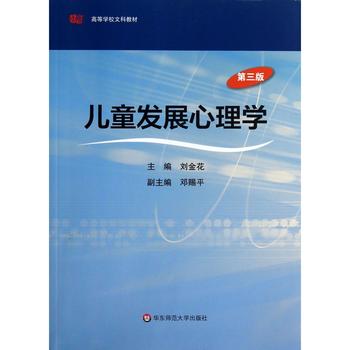 高等学校文科教材
第三版
儿童发展心理学
主 编 刘金花
副主编 邓赐平
华东师范大学出版社